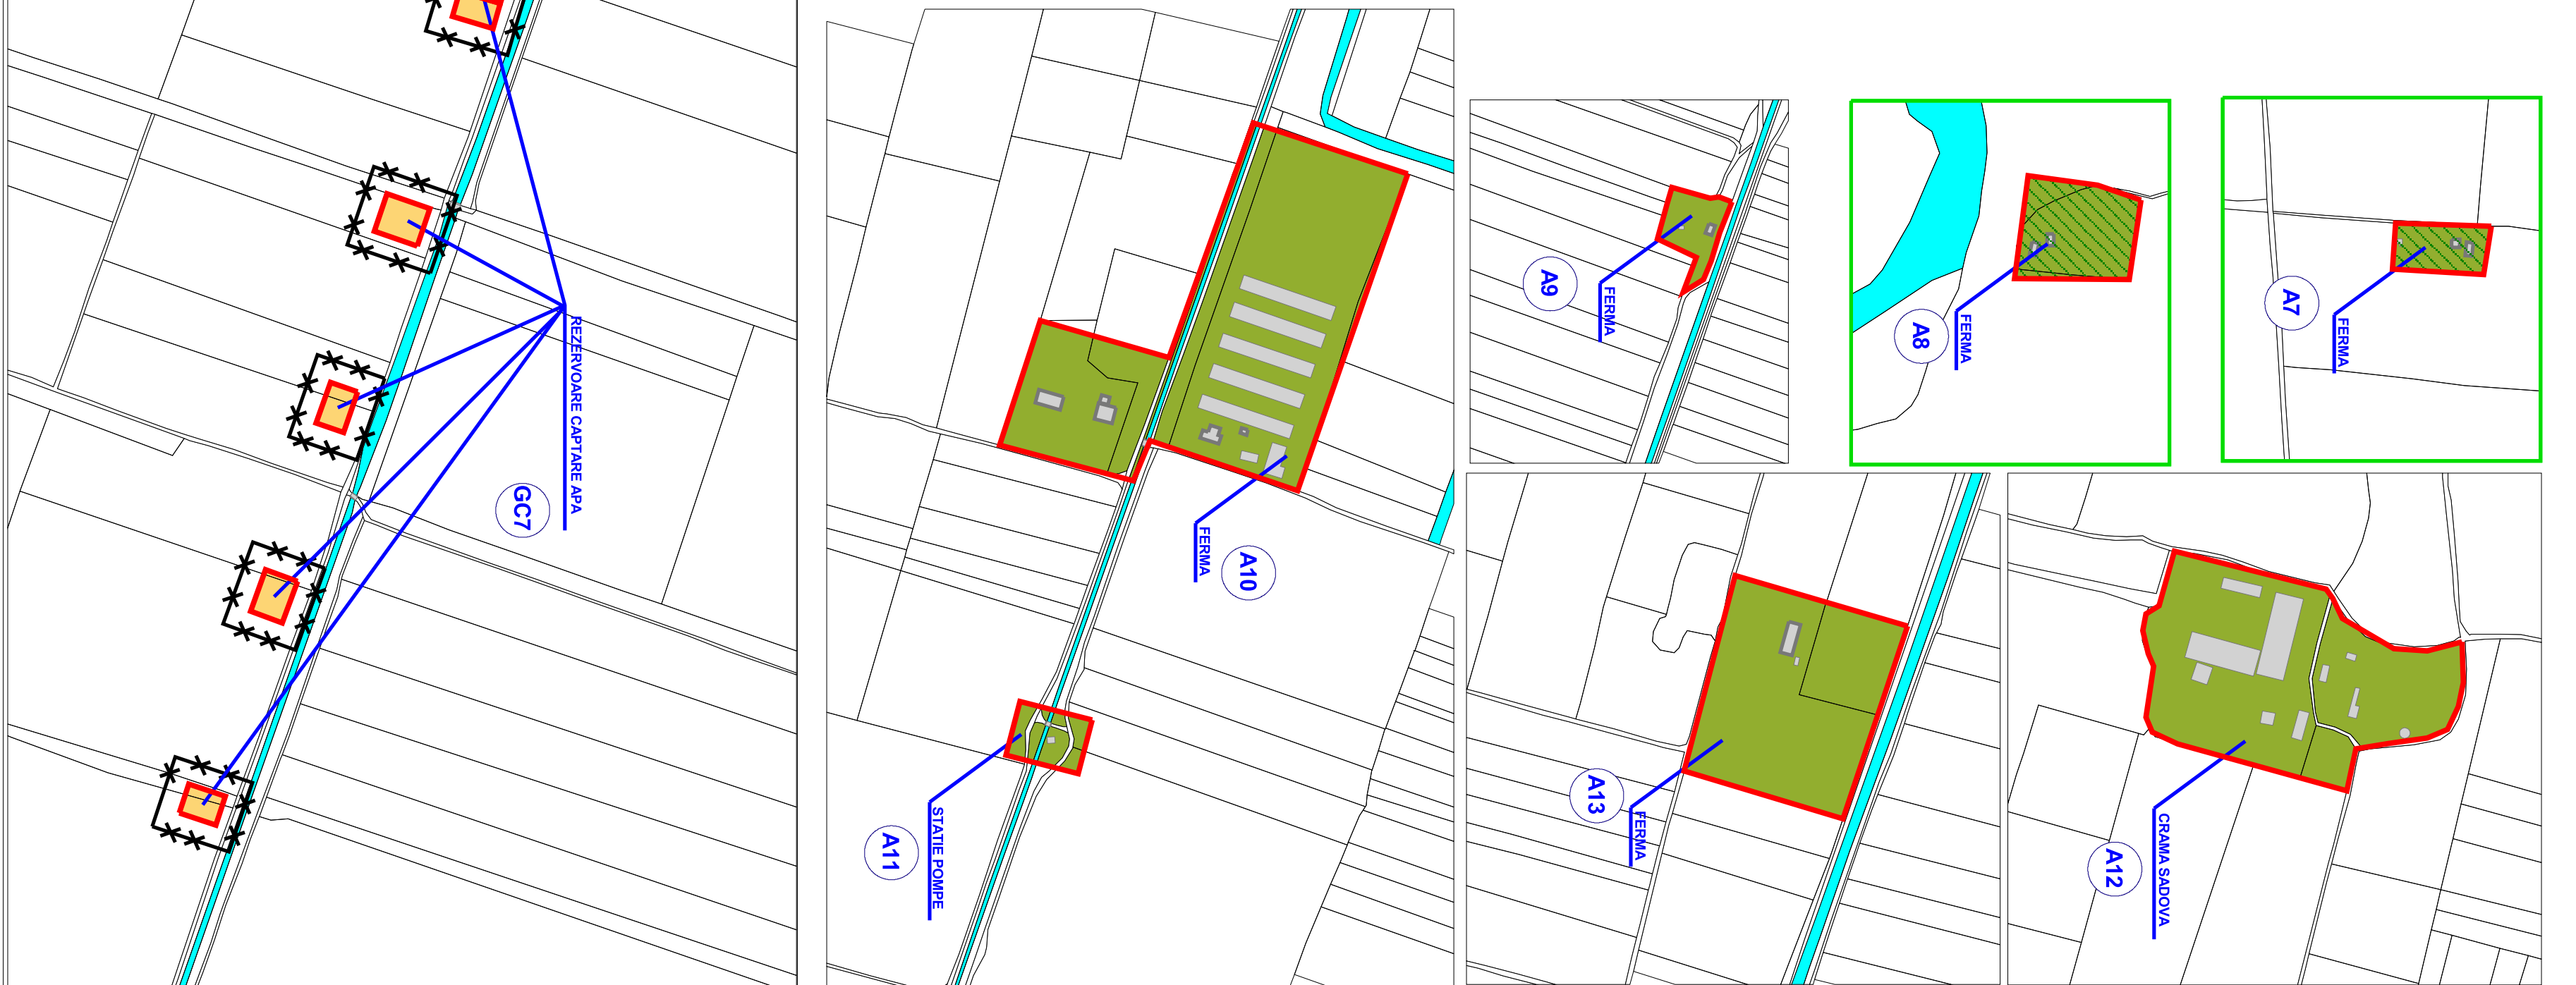 REZERVOARE CAPTARE APA
GC7
FERMA
A10
STATIE POMPE
A11
FERMA
A9
FERMA
A8
FERMA
A7
FERMA
A13
CRAMA SADOVA
A12